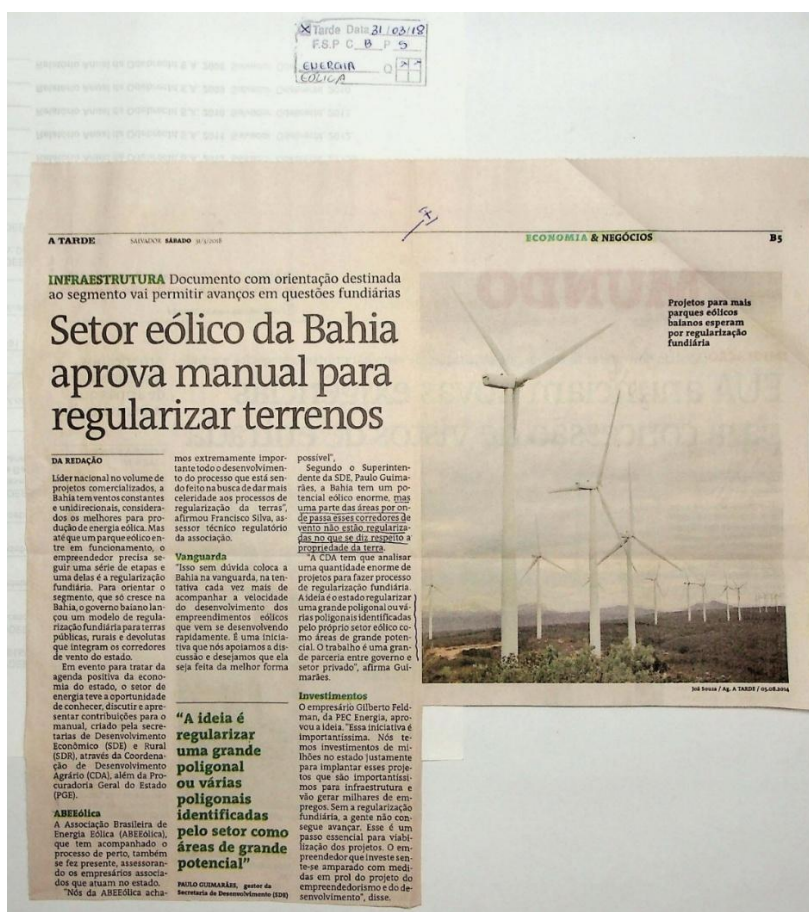 Tarde Data 31/03/18
F.S.P C B P 5
ENERGIA
EÓLICA
A TARDE SALVADOR SÁBADO 31/3/2018
ECONOMIA & NEGÓCIOS B5
INFRAESTRUTURA Documento com orientação destinada
ao segmento vai permitir avanços em questões fundiárias
Setor eólico da Bahia
aprova manual para
regularizar terrenos
DA REDAÇÃO
Líder nacional no volume de
projetos comercializados, a
Bahia tem ventos constantes
e unidirecionais, considera-
dos os melhores para pro-
dução de energia eólica. Mas
até que um parque eólico en-
tre em funcionamento, o
empreendedor precisa se-
guir uma série de etapas e
uma delas é a regularização
fundiária. Para orientar o
segmento, que só cresce na
Bahia, o governo baiano lan-
çou um modelo de regula-
rização fundiária para terras
públicas, rurais e devolutas
que integram os corredores
de vento do estado.
Em evento para tratar da
agenda positiva da econo-
mia do estado, o setor de
energia teve a oportunidade
de conhecer, discutir e apre-
sentar contribuições para o
manual, criado pela secre-
tarias de Desenvolvimento
Econômico (SDE) e Rural
(SDR), através da Coordena-
ção de Desenvolvimento
Agrário (CDA), além da Pro-
curadoria Geral do Estado
(PGE).
ABEEólica
A Associação Brasileira de
Energia Eólica (ABEEólica),
que tem acompanhado o
processo de perto, também
se fez presente, assessoran-
do os empresários associa-
dos que atuam no estado.
"Nós da ABEEólica acha-
mos extremamente impor-
tante todo o desenvolvimen-
to do processo que está sen-
do feito na busca de dar mais
celeridade aos processos de
regularização da terras",
afirmou Francisco Silva, as-
sessor técnico regulatório
da associação.
Vanguarda
"Isso sem dúvida coloca a
Bahia na vanguarda, na ten-
tativa cada vez mais de
acompanhar a velocidade
do desenvolvimento dos
empreendimentos eólicos
que vem se desenvolvendo
rapidamente. É uma inicia-
tiva que nós apoiamos a dis-
cussão e desejamos que ela
seja feita da melhor forma
"A ideia é
regularizar
uma grande
poligonal
ou várias
poligonais
identificadas
pelo setor como
áreas de grande
potencial"
PAULO GUIMARÃES, gestor da
Secretaria de Desenvolvimento (SDE)
possível",
Segundo o Superinten-
dente da SDE, Paulo Guima-
rães, a Bahia tem um po-
tencial eólico enorme, mas
uma parte das áreas por on-
de passa esses corredores de
vento não estão regulariza-
das no que se diz respeito a
propriedade da terra.
"A CDA tem que analisar
uma quantidade enorme de
projetos para fazer processo
de regularização fundiária.
A ideia é o estado regularizar
uma grande poligonal ou vá-
rias poligonais identificadas
pelo próprio setor eólico co-
mo áreas de grande poten-
cial. O trabalho é uma gran-
de parceria entre governo e
setor privado", afirma Gui-
marães.
Investimentos
O empresário Gilberto Feld-
man, da PEC Energia, apro-
vou a ideia. "Essa iniciativa é
importantíssima. Nós te-
mos investimentos de mi-
lhões no estado justamente
para implantar esses proje-
tos que são importantíssi-
mos para infraestrutura e
vão gerar milhares de em-
pregos. Sem a regularização
fundiária, a gente não con-
segue avançar. Esse é um
passo essencial para viabi-
lização dos projetos. O em-
preendedor que investe sen-
te-se amparado com medi-
das em prol do projeto do
empreendedorismo e do de-
senvolvimento", disse.
Projetos para mais
parques eólicos
baianos esperam
por regularização
fundiária
Joá Souza / Ag. A TARDE / 05.08.2014